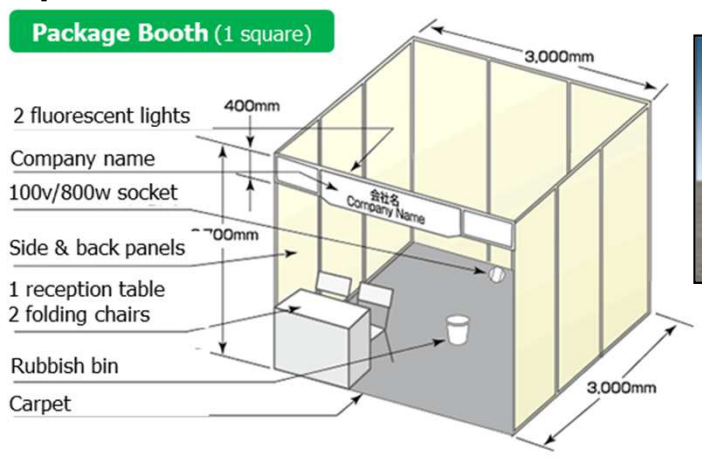 Package Booth (1 square)
3,000mm
400mm
2 fluorescent lights
Company name
100v/800w socket
会社名
Company Name
700mm
Side & back panels
1 reception table
2 folding chairs
Rubbish bin
3,000mm
Carpet